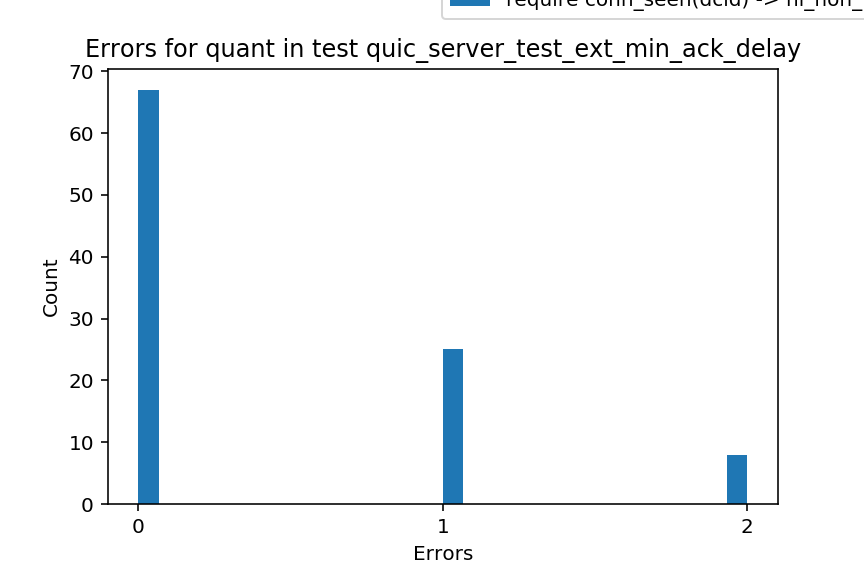 require conn_seen(dcid) -> hi_non_
Errors for quant in test quic_server_test_ext_min_ack_delay
70
60
50
40
30
20
10
0
Count
0 1 2
Errors